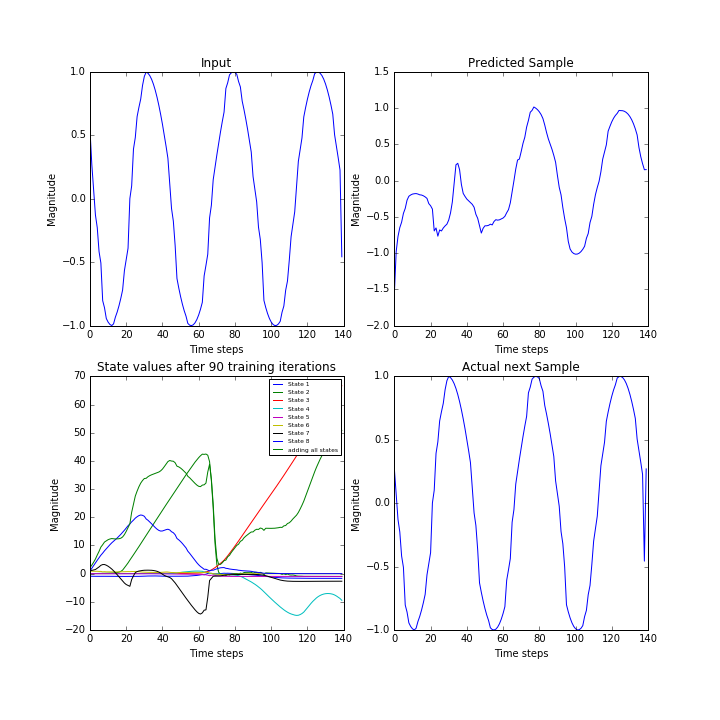 Input
Predicted Sample
1.0
0.5
0.0
−0.5
−1.0
Magnitude
0 20 40 60 80 100 120 140
Time steps
1.5
1.0
0.5
0.0
−0.5
−1.0
−1.5
−2.0
Magnitude
0 20 40 60 80 100 120 140
Time steps
State values after 90 training iterations
Actual next Sample
70
60
50
40
30
20
10
0
−10
−20
Magnitude
State 1
State 2
State 3
State 4
State 5
State 6
State 7
State 8
adding all states
0 20 40 60 80 100 120 140
Time steps
1.0
0.5
0.0
−0.5
−1.0
Magnitude
0 20 40 60 80 100 120 140
Time steps